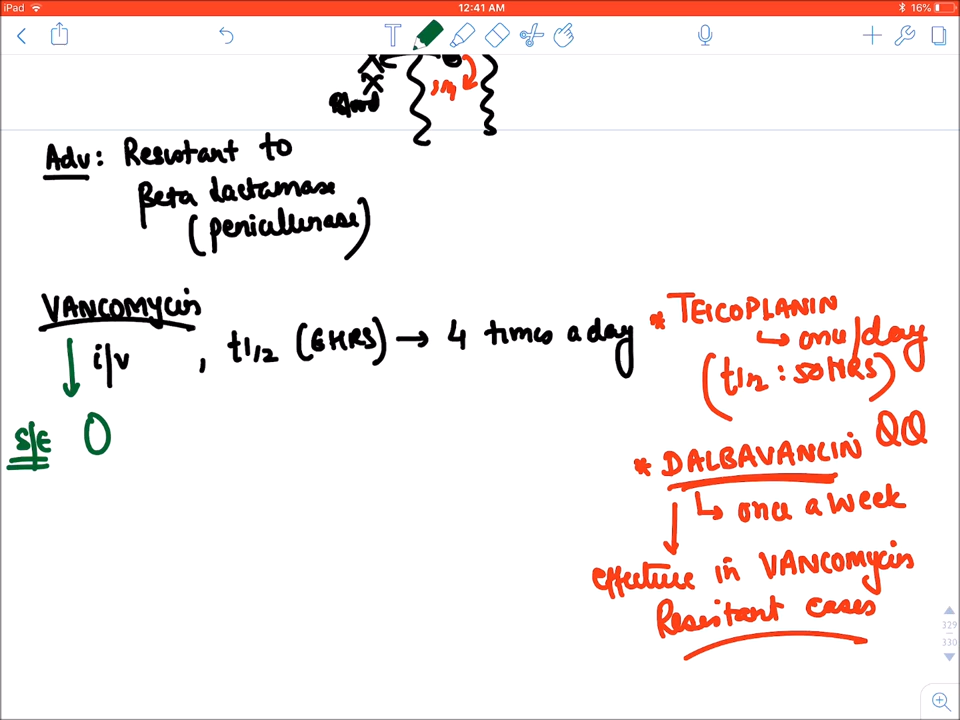 iPad 12:41 AM 16%
T
Blood
Adv: Resistant to
Beta lactamase
(penicillinase)
VANCOMYCIN
i/v , t1/2 (6HRS) → 4 times a day
* TEICOPLANIN
↳ once/day
(t1/2 : 50HRS)
S/E O
* DALBAVANCIN QQ
↳ once a week
effective in VANCOMYCIN
Resistant cases
329
330